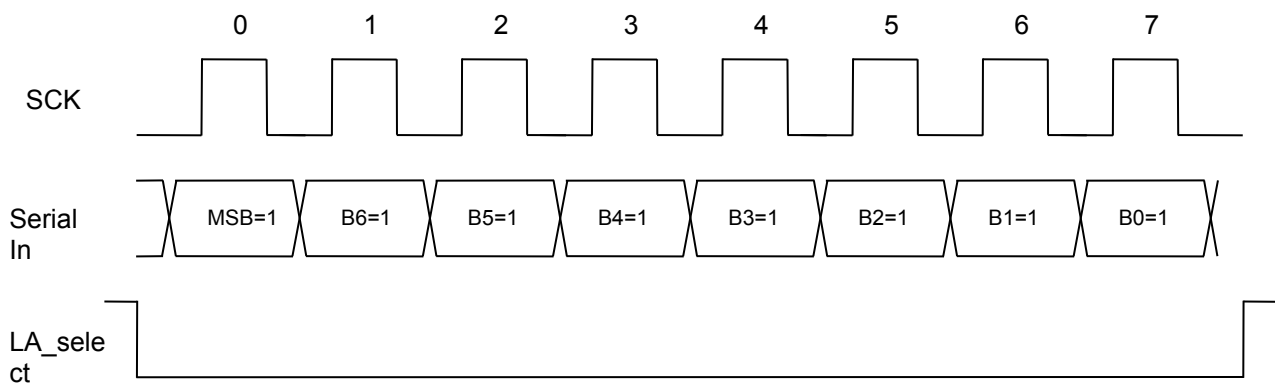 0 1 2 3 4 5 6 7
SCK
Serial
In
MSB=1 B6=1 B5=1 B4=1 B3=1 B2=1 B1=1 B0=1
LA_sele
ct